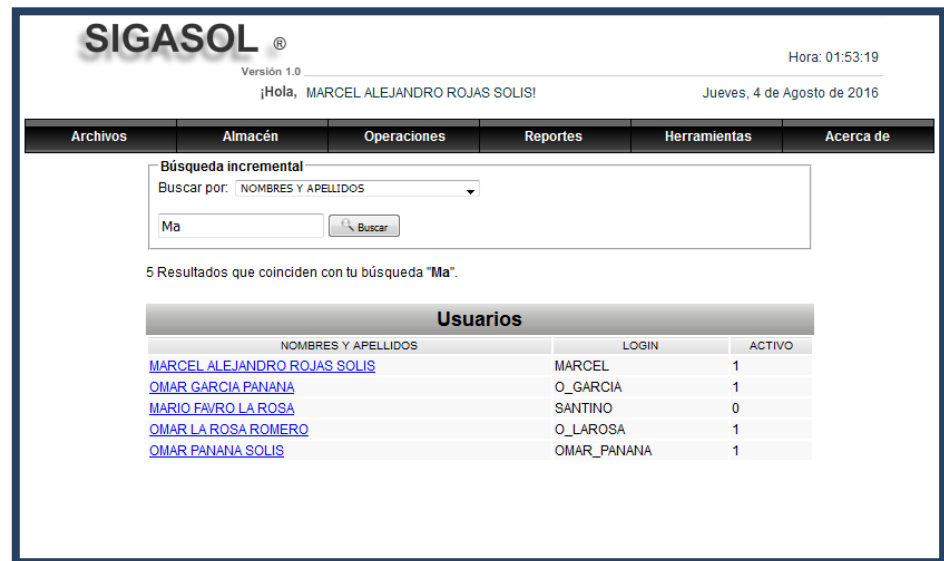 SIGASOL ®
Hora: 01:53:19
Versión 1.0
¡Hola, MARCEL ALEJANDRO ROJAS SOLIS! Jueves, 4 de Agosto de 2016
Archivos Almacén Operaciones Reportes Herramientas Acerca de
Búsqueda incremental
Buscar por: NOMBRES Y APELLIDOS
Ma Buscar
5 Resultados que coinciden con tu búsqueda "Ma".
Usuarios
NOMBRES Y APELLIDOS LOGIN ACTIVO
MARCEL ALEJANDRO ROJAS SOLIS MARCEL 1
OMAR GARCIA PANANA O_GARCIA 1
MARIO FAVRO LA ROSA SANTINO 0
OMAR LA ROSA ROMERO O_LAROSA 1
OMAR PANANA SOLIS OMAR_PANANA 1